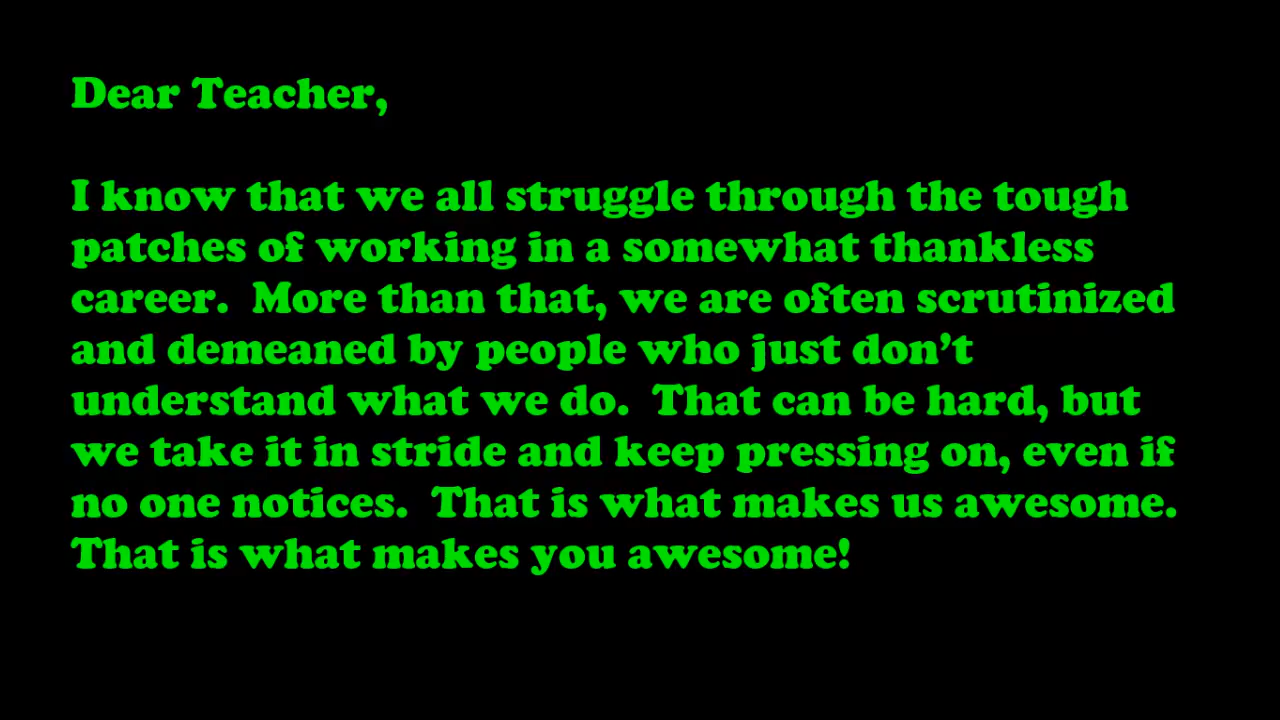 Dear Teacher,
I know that we all struggle through the tough
patches of working in a somewhat thankless
career.  More than that, we are often scrutinized
and demeaned by people who just don’t
understand what we do.  That can be hard, but
we take it in stride and keep pressing on, even if
no one notices.  That is what makes us awesome.
That is what makes you awesome!